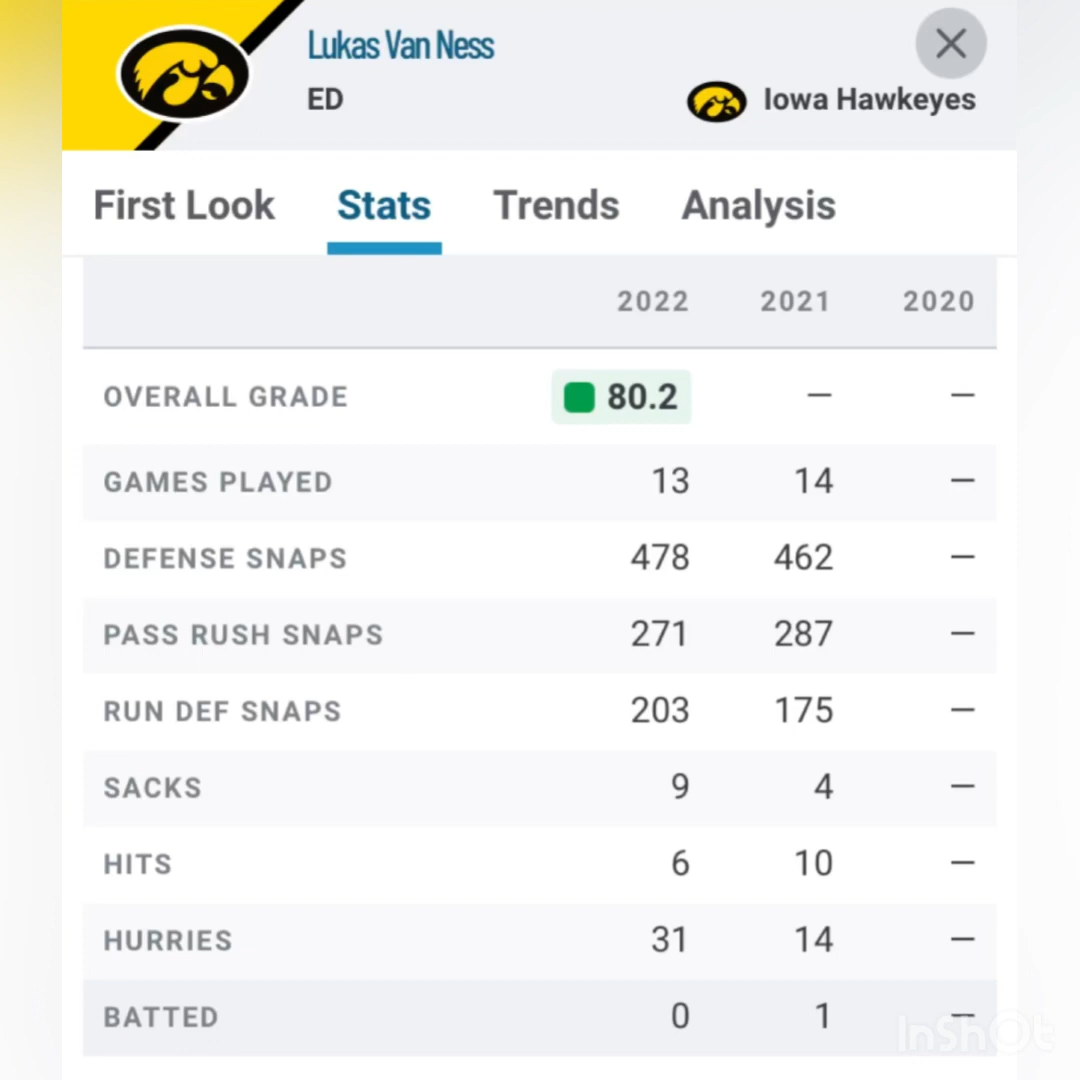 Lukas Van Ness
ED
Iowa Hawkeyes
First Look Stats Trends Analysis
2022 2021 2020
OVERALL GRADE 80.2 — —
GAMES PLAYED 13 14 —
DEFENSE SNAPS 478 462 —
PASS RUSH SNAPS 271 287 —
RUN DEF SNAPS 203 175 —
SACKS 9 4 —
HITS 6 10 —
HURRIES 31 14 —
BATTED 0 1 —
InShOt